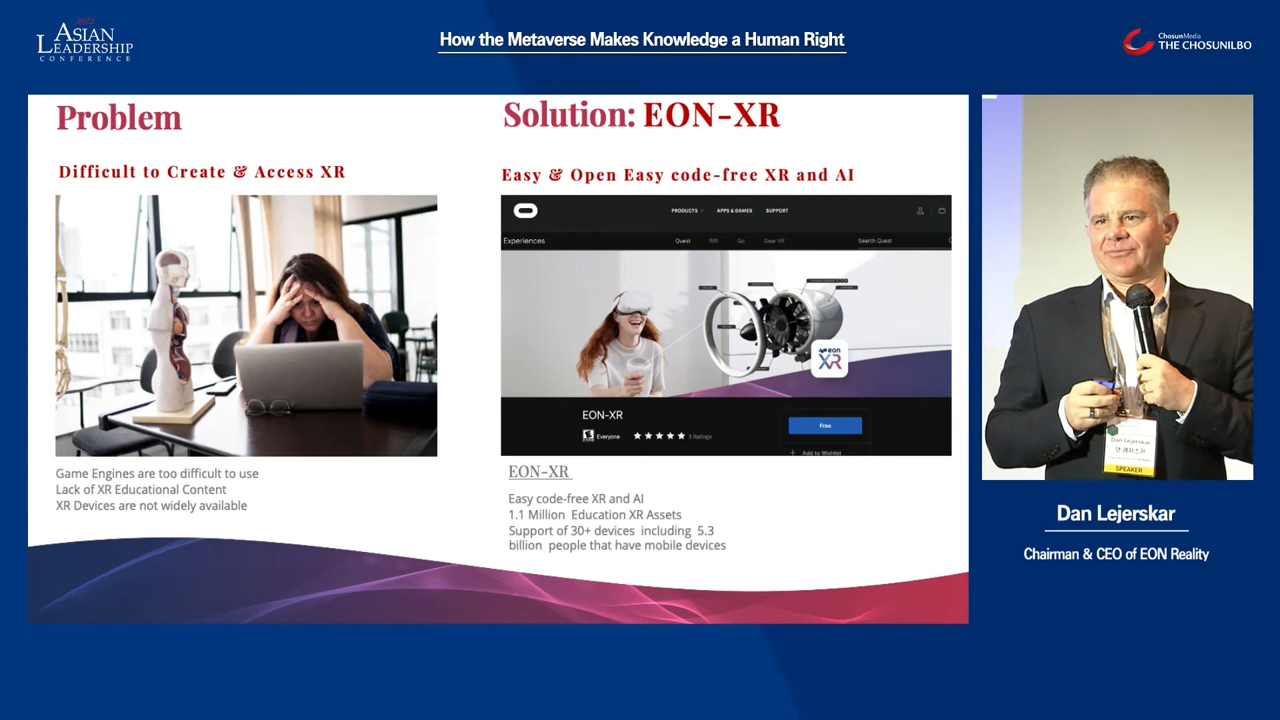 2022
ASIAN
LEADERSHIP
CONFERENCE
How the Metaverse Makes Knowledge a Human Right
ChosunMedia
THE CHOSUNILBO
Problem
Difficult to Create & Access XR
Game Engines are too difficult to use
Lack of XR Educational Content
XR Devices are not widely available
Solution: EON-XR
Easy & Open Easy code-free XR and AI
PRODUCTS
APPS & GAMES
SUPPORT
Experiences
Quest
Rift
Go
Gear VR
Search Quest
eon
XR
EON-XR
Everyone
3 Ratings
Free
+ Add to Wishlist
EON-XR
Easy code-free XR and AI
1.1 Million Education XR Assets
Support of 30+ devices including 5.3
billion people that have mobile devices
Dan Lejerskar
SPEAKER
Dan Lejerskar
Chairman & CEO of EON Reality